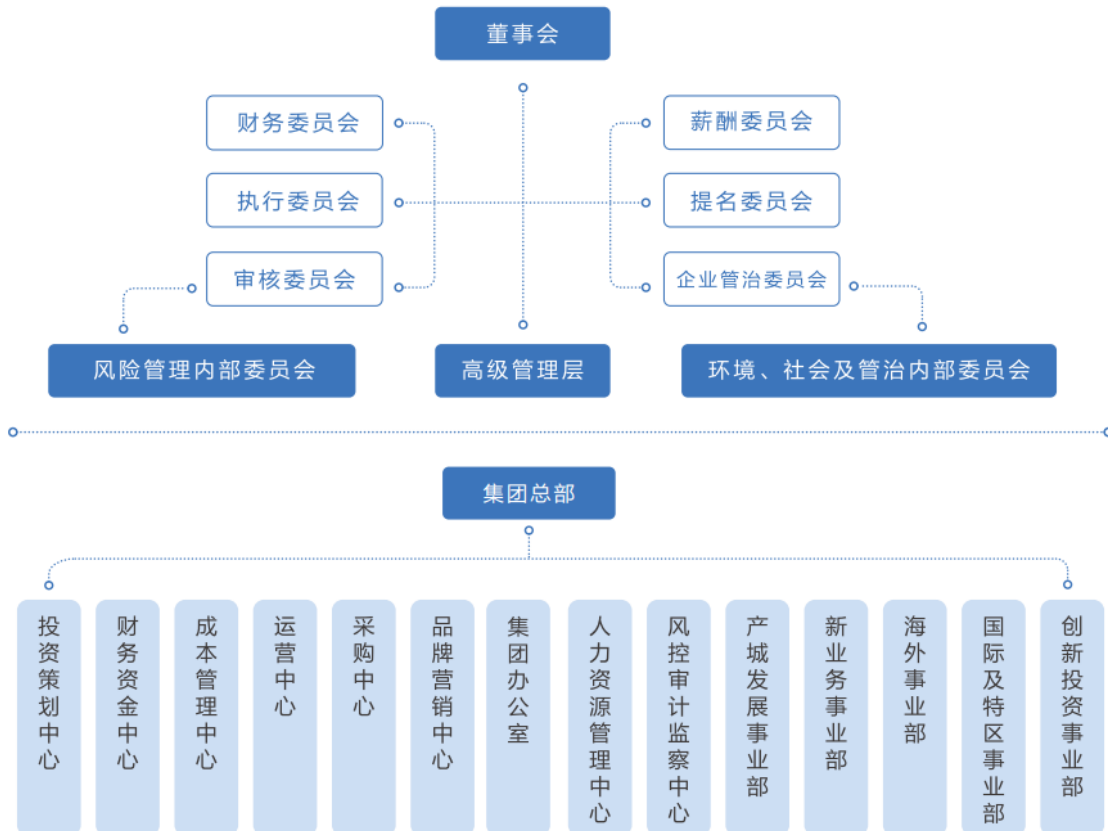 董事会
财务委员会
薪酬委员会
执行委员会
提名委员会
审核委员会
企业管治委员会
风险管理内部委员会
高级管理层
环境、社会及管治内部委员会
集团总部
投资策划中心
财务资金中心
成本管理中心
运营中心
采购中心
品牌营销中心
集团办公室
人力资源管理中心
风控审计监察中心
产城发展事业部
新业务事业部
海外事业部
国际及特区事业部
创新投资事业部